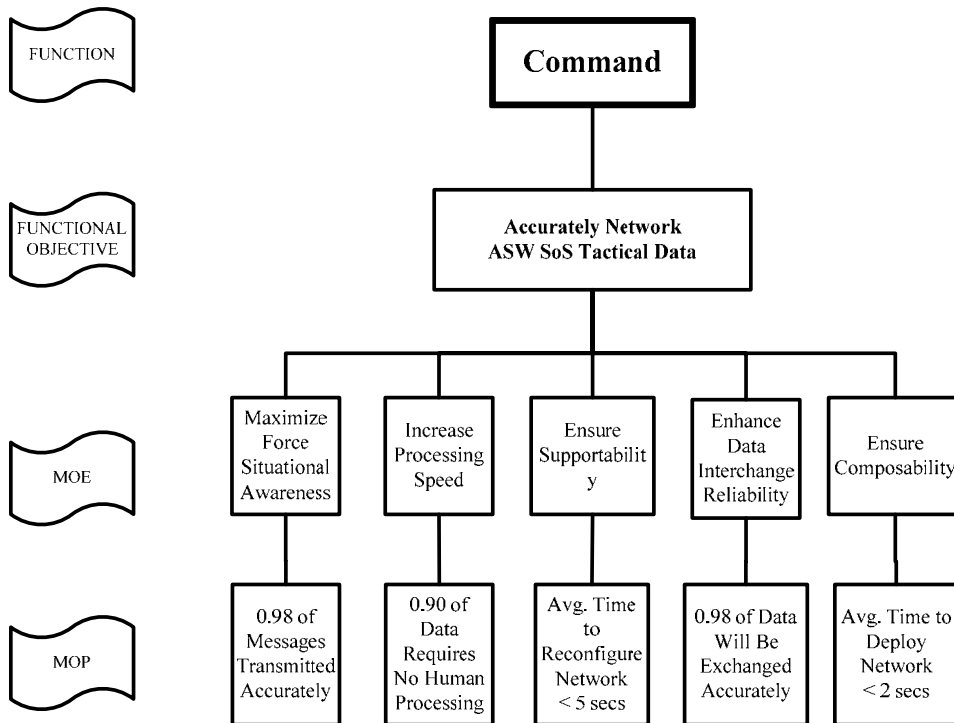 FUNCTION
Command
FUNCTIONAL
OBJECTIVE
Accurately Network
ASW SoS Tactical Data
MOE
Maximize
Force
Situational
Awareness
Increase
Processing
Speed
Ensure
Supportabilit
y
Enhance
Data
Interchange
Reliability
Ensure
Composability
MOP
0.98 of
Messages
Transmitted
Accurately
0.90 of
Data
Requires
No Human
Processing
Avg. Time
to
Reconfigure
Network
< 5 secs
0.98 of Data
Will Be
Exchanged
Accurately
Avg. Time to
Deploy
Network
< 2 secs